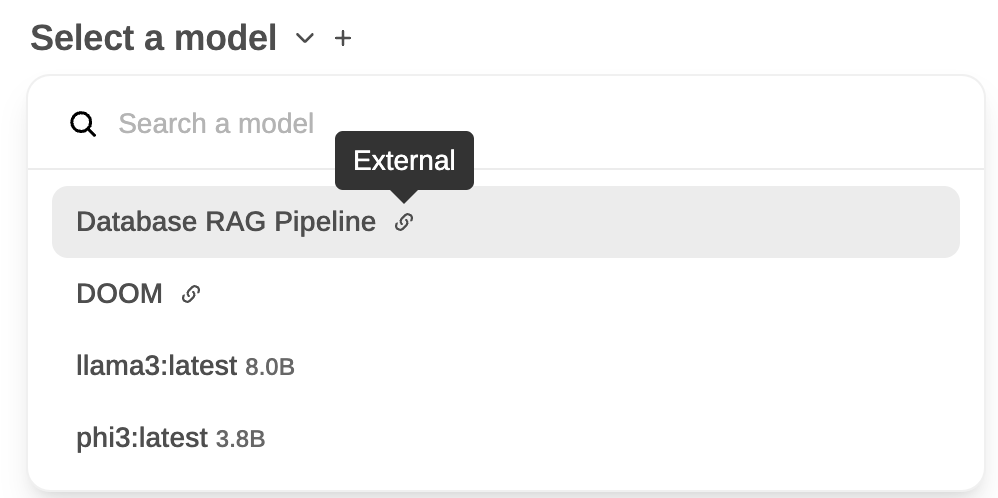 Select a model
Search a model
External
Database RAG Pipeline
DOOM
llama3:latest 8.0B
phi3:latest 3.8B